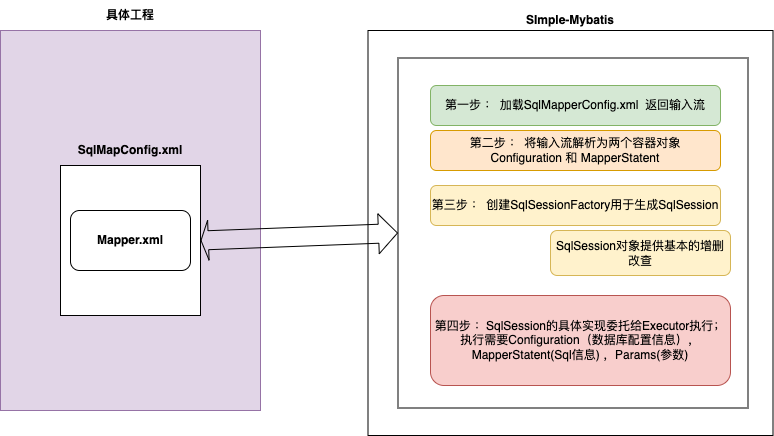 具体工程
SqlMapConfig.xml
Mapper.xml
SImple-Mybatis
第一步： 加载SqlMapperConfig.xml 返回输入流
第二步： 将输入流解析为两个容器对象
Configuration 和 MapperStatent
第三步： 创建SqlSessionFactory用于生成SqlSession
SqlSession对象提供基本的增删
改查
第四步： SqlSession的具体实现委托给Executor执行；
执行需要Configuration（数据库配置信息）,
MapperStatent(Sql信息) ，Params(参数)